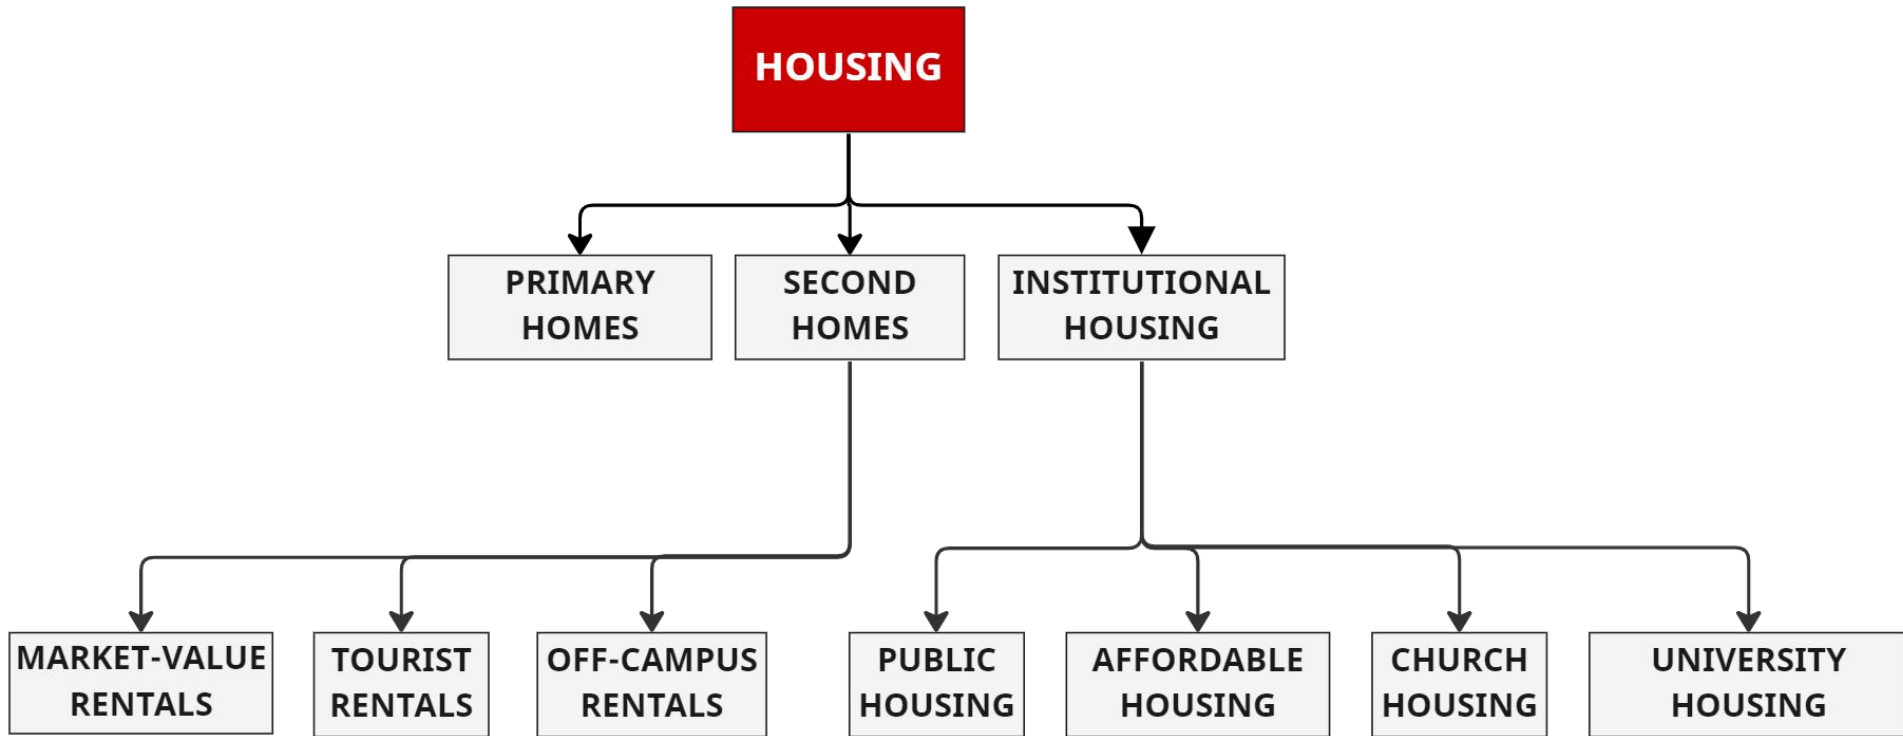 HOUSING
PRIMARY
HOMES
SECOND
HOMES
INSTITUTIONAL
HOUSING
MARKET-VALUE
RENTALS
TOURIST
RENTALS
OFF-CAMPUS
RENTALS
PUBLIC
HOUSING
AFFORDABLE
HOUSING
CHURCH
HOUSING
UNIVERSITY
HOUSING